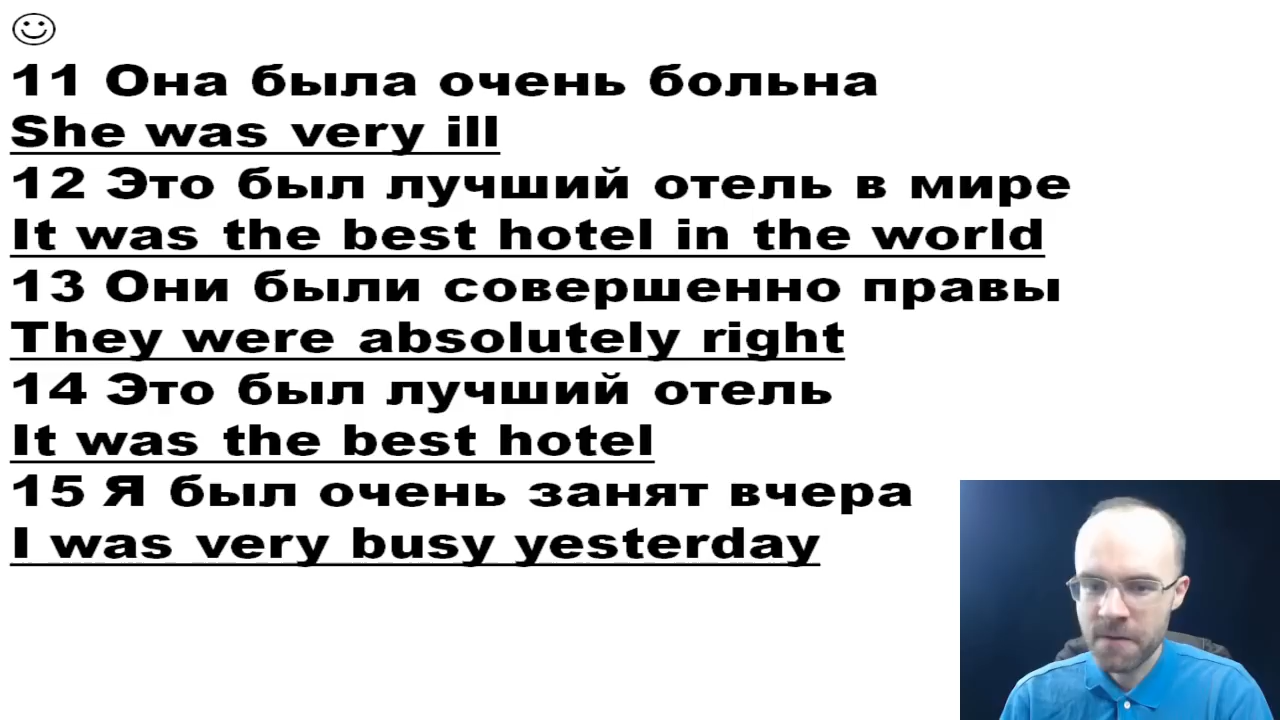 11 Она была очень больна
She was very ill
12 Это был лучший отель в мире
It was the best hotel in the world
13 Они были совершенно правы
They were absolutely right
14 Это был лучший отель
It was the best hotel
15 Я был очень занят вчера
I was very busy yesterday